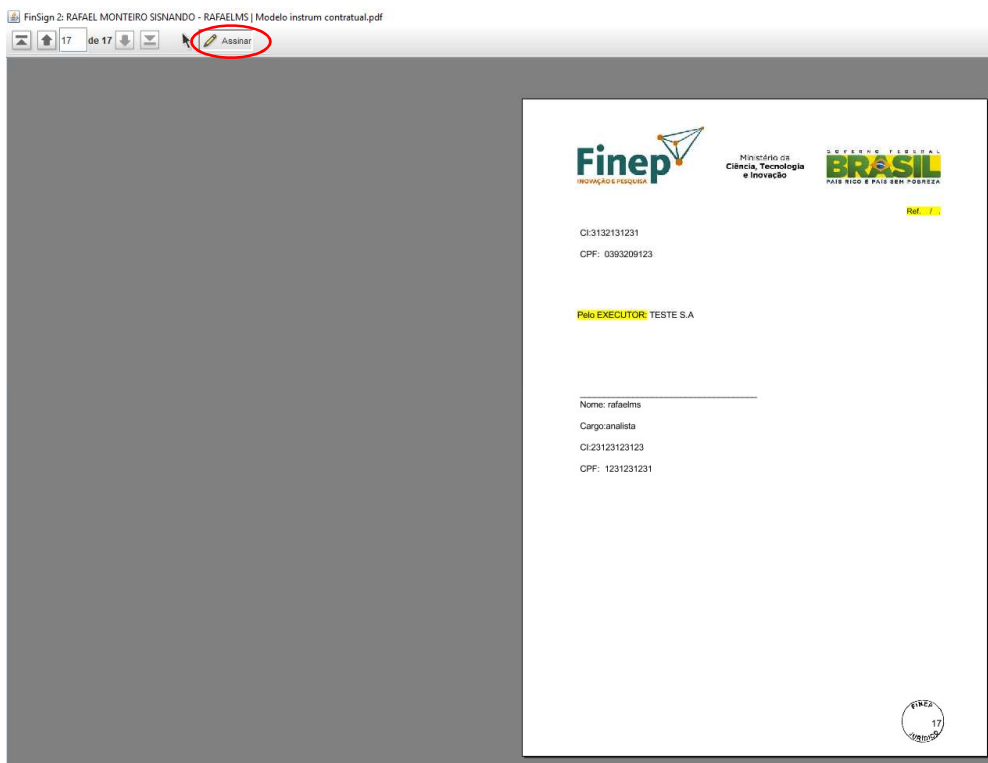 FinSign 2: RAFAEL MONTEIRO SISNANDO - RAFAELMS | Modelo instrum contratual.pdf
17 de 17 Assinar
Finep
INOVAÇÃO E PESQUISA
Ministério da
Ciência, Tecnologia
e Inovação
GOVERNO FEDERAL
BRASIL
PAÍS RICO É PAÍS SEM POBREZA
Ref. / .
CI:3132131231
CPF: 0393209123
Pelo EXECUTOR: TESTE S.A
Nome: rafaelms
Cargo:analista
CI:23123123123
CPF: 1231231231
FINEP
17
JURIDICO